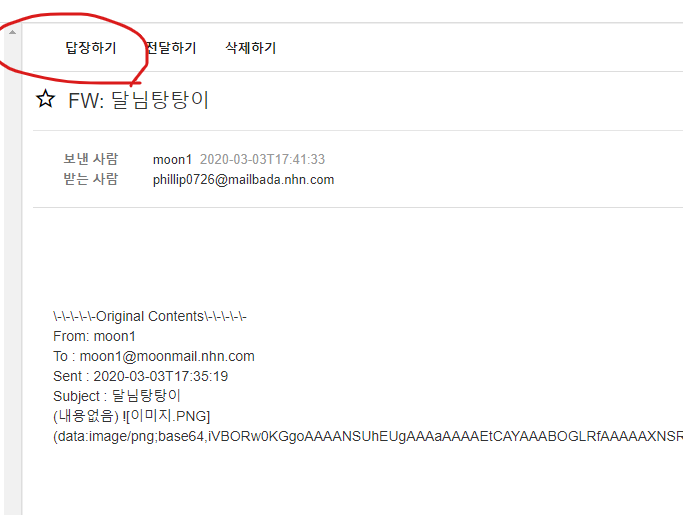 답장하기 전달하기 삭제하기
FW: 달님탕탕이
보낸 사람 moon1 2020-03-03T17:41:33
받는 사람 phillip0726@mailbada.nhn.com
\-\-\-\-\-Original Contents\-\-\-\-\-
From: moon1
To : moon1@moonmail.nhn.com
Sent : 2020-03-03T17:35:19
Subject : 달님탕탕이
(내용없음) ![이미지.PNG]
(data:image/png;base64,iVBORw0KGgoAAAANSUhEUgAAAaAAAAEtCAYAAABOGLRfAAAAAXNSR